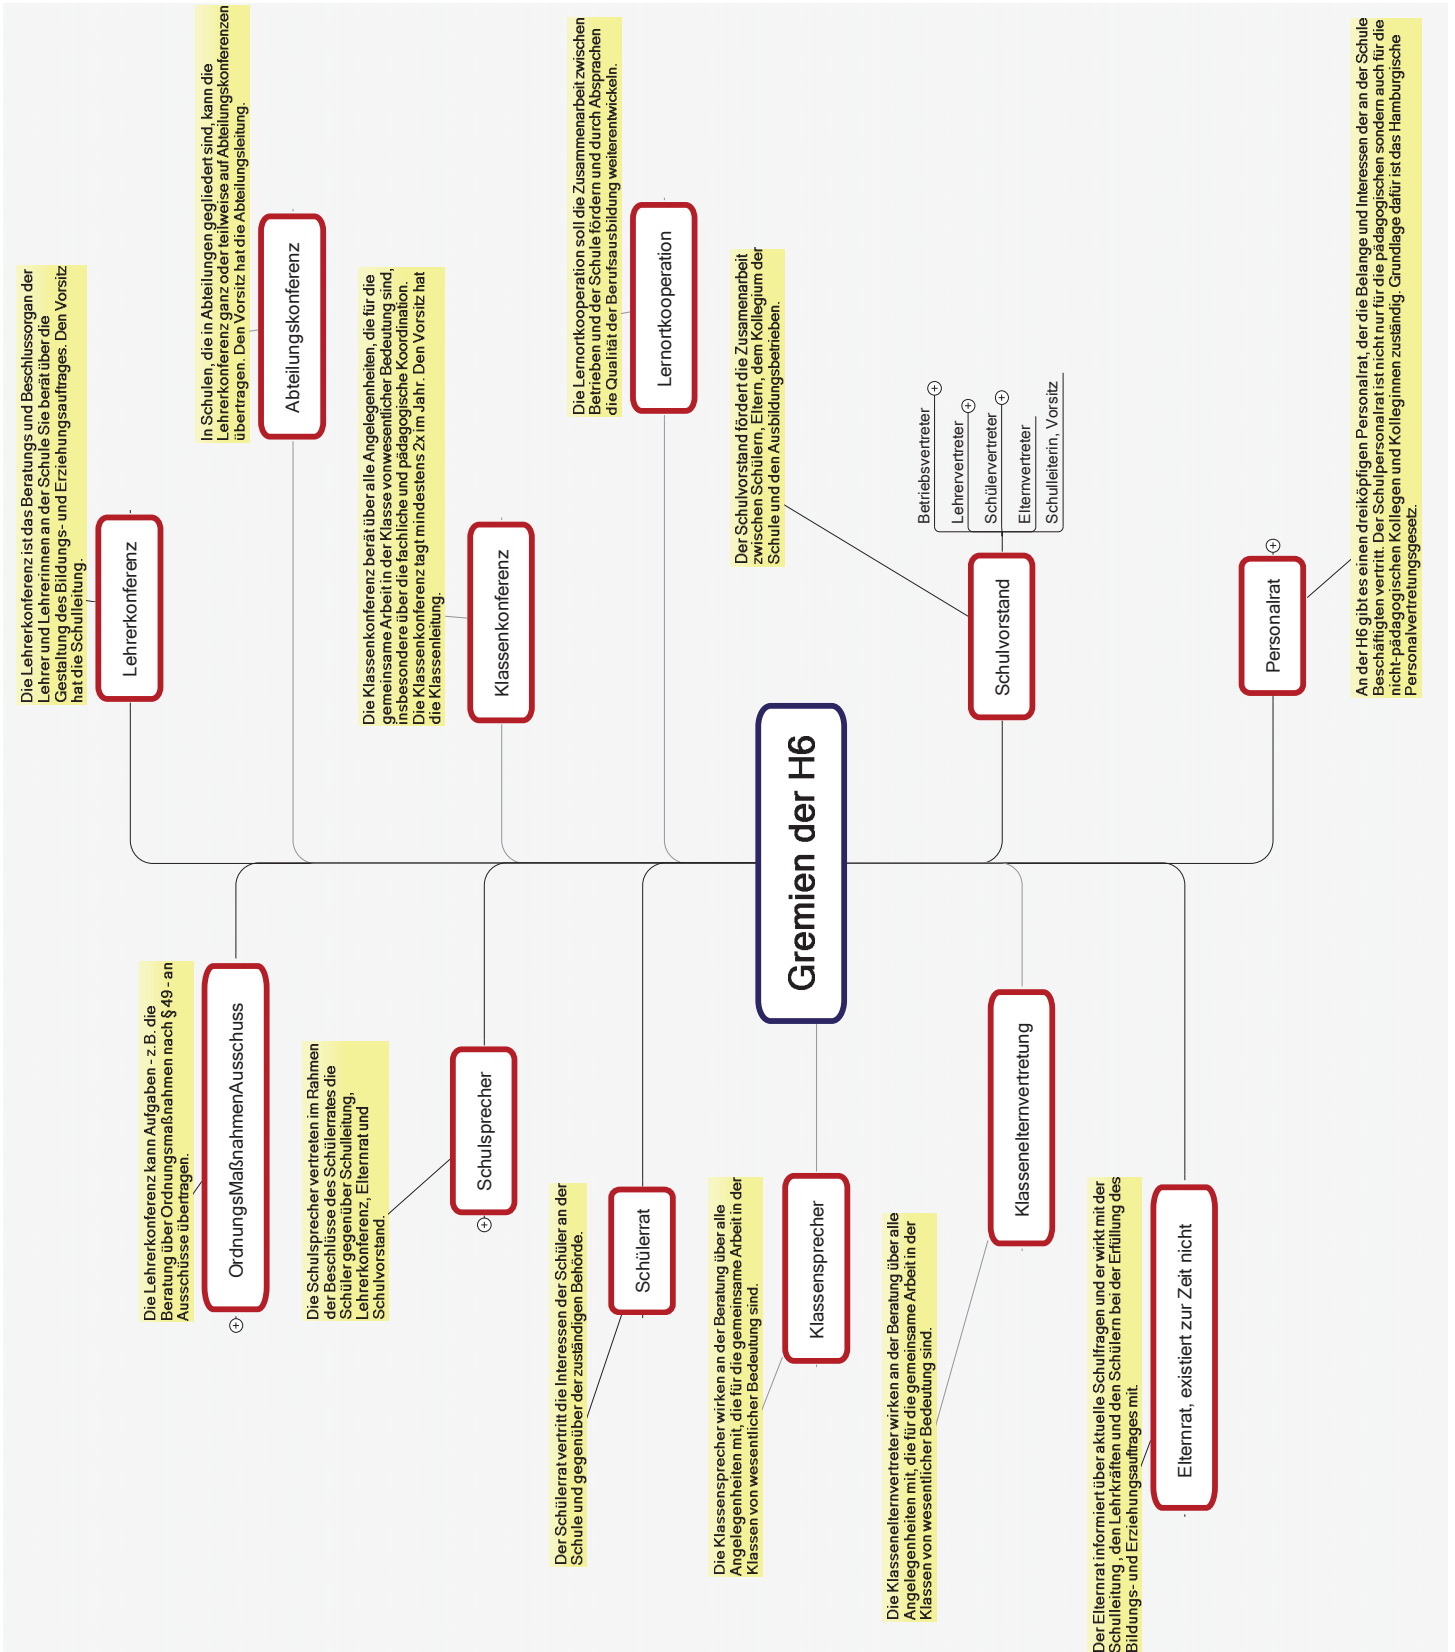 Gremien der H6
Die Lehrerkonferenz ist das Beratungs und Beschlussorgan der
Lehrer und Lehrerinnen an der Schule Sie berät über die
Gestaltung des Bildungs- und Erziehungsauftrages. Den Vorsitz
hat die Schulleitung.
Lehrerkonferenz
In Schulen, die in Abteilungen gegliedert sind, kann die
Lehrerkonferenz ganz oder teilweise auf Abteilungskonferenzen
übertragen. Den Vorsitz hat die Abteilungsleitung.
Abteilungskonferenz
Die Klassenkonferenz berät über alle Angelegenheiten, die für die
gemeinsame Arbeit in der Klasse von wesentlicher Bedeutung sind,
insbesondere über die fachliche und pädagogische Koordination.
Die Klassenkonferenz tagt mindestens 2x im Jahr. Den Vorsitz hat
die Klassenleitung.
Klassenkonferenz
Die Lernortkooperation soll die Zusammenarbeit zwischen
Betrieben und der Schule fördern und durch Absprachen
die Qualität der Berufsausbildung weiterentwickeln.
Lernortkooperation
Der Schulvorstand fördert die Zusamenarbeit
zwischen Schülern, Eltern, dem Kollegium der
Schule und den Ausbildungsbetrieben.
Schulvorstand
Betriebsvertreter
Lehrervertreter
Schülervertreter
Elternvertreter
Schulleiterin, Vorsitz
Personalrat
An der H6 gibt es einen dreiköpfigen Personalrat, der die Belange und Interessen der an der Schule
Beschäftigten vertritt. Der Schulpersonalrat ist nicht nur für die pädagogischen sondern auch für die
nicht-pädagogischen Kollegen und Kolleginnen zuständig. Grundlage dafür ist das Hamburgische
Personalvertretungsgesetz.
Die Lehrerkonferenz kann Aufgaben - z.B. die
Beratung über Ordnungsmaßnahmen nach § 49 - an
Ausschüsse übertragen.
OrdnungsMaßnahmenAusschuss
Die Schulsprecher vertreten im Rahmen
der Beschlüsse des Schülerrates die
Schüler gegenüber Schulleitung,
Lehrerkonferenz, Elternrat und
Schulvorstand.
Schulsprecher
Der Schülerrat vertritt die Interessen der Schüler an der
Schule und gegenüber der zuständigen Behörde.
Schülerrat
Die Klassensprecher wirken an der Beratung über alle
Angelegenheiten mit, die für die gemeinsame Arbeit in der
Klassen von wesentlicher Bedeutung sind.
Klassensprecher
Die Klassenelternvertreter wirken an der Beratung über alle
Angelegenheiten mit, die für die gemeinsame Arbeit in der
Klassen von wesentlicher Bedeutung sind.
Klassenelternvertretung
Der Elternrat informiert über aktuelle Schulfragen und er wirkt mit der
Schulleitung , den Lehrkräften und den Schülern bei der Erfüllung des
Bildungs- und Erziehungsauftrages mit.
Elternrat, existiert zur Zeit nicht